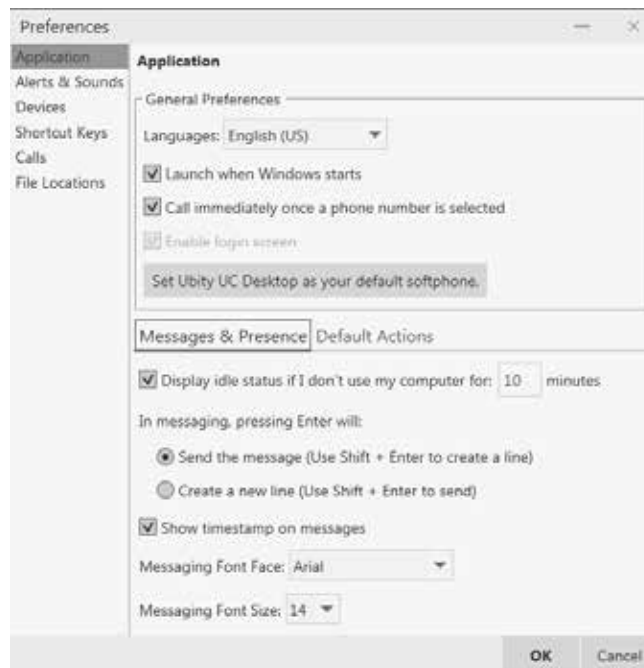 Preferences
Application
Alerts & Sounds
Devices
Shortcut Keys
Calls
File Locations
Application
General Preferences
Languages: English (US)
Launch when Windows starts
Call immediately once a phone number is selected
Enable login screen
Set Ubity UC Desktop as your default softphone.
Messages & Presence Default Actions
Display idle status if I don't use my computer for: 10 minutes
In messaging, pressing Enter will:
Send the message (Use Shift + Enter to create a line)
Create a new line (Use Shift + Enter to send)
Show timestamp on messages
Messaging Font Face: Arial
Messaging Font Size: 14
OK Cancel